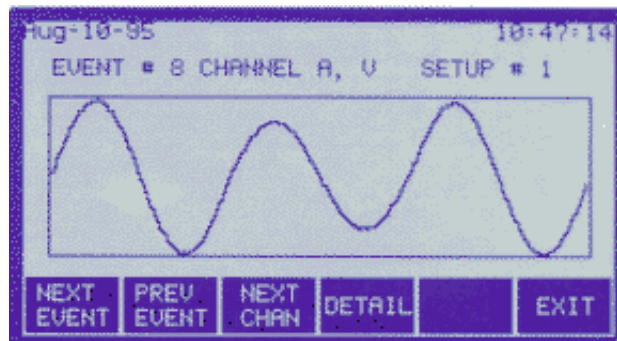 Aug-10-95 10:47:14
EVENT # 8 CHANNEL A, V SETUP # 1
NEXT EVENT
PREV EVENT
NEXT CHAN
DETAIL
EXIT